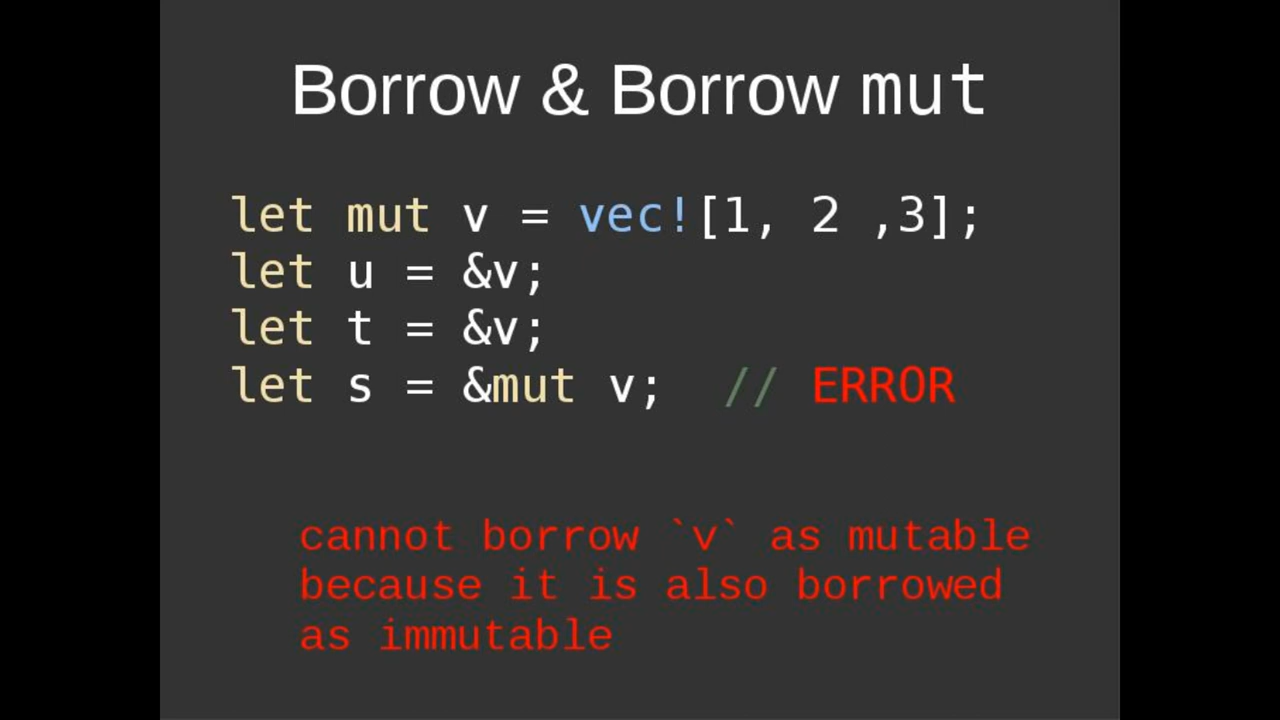 Borrow & Borrow mut
let mut v = vec![1, 2 ,3];
let u = &v;
let t = &v;
let s = &mut v;  // ERROR
cannot borrow `v` as mutable
because it is also borrowed
as immutable